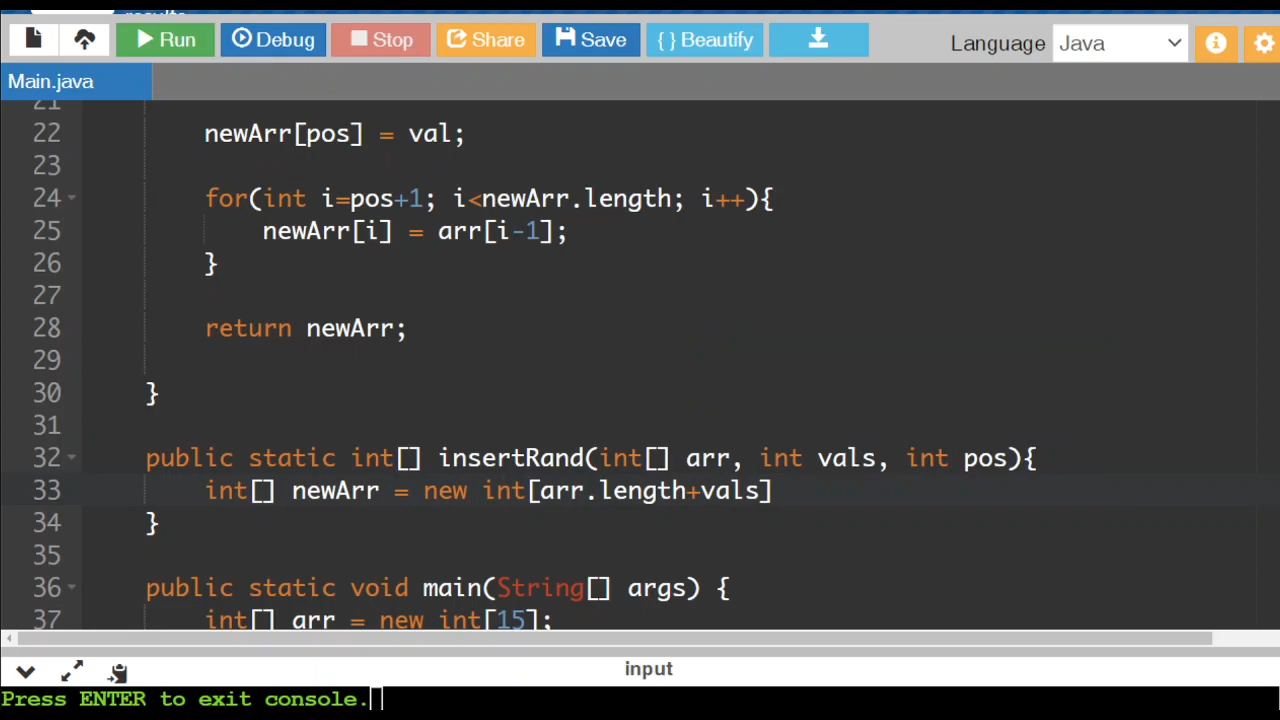 results
Run Debug Stop Share Save { } Beautify Language Java
Main.java
21
22 newArr[pos] = val;
23
24 for(int i=pos+1; i<newArr.length; i++){
25 newArr[i] = arr[i-1];
26 }
27
28 return newArr;
29
30 }
31
32 public static int[] insertRand(int[] arr, int vals, int pos){
33 int[] newArr = new int[arr.length+vals]
34 }
35
36 public static void main(String[] args) {
37 int[] arr = new int[15];
input
Press ENTER to exit console.